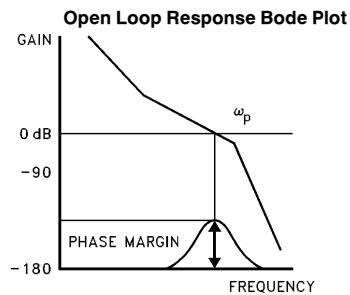 Open Loop Response Bode Plot
GAIN
ωp
0 dB
−90
PHASE MARGIN
−180
FREQUENCY